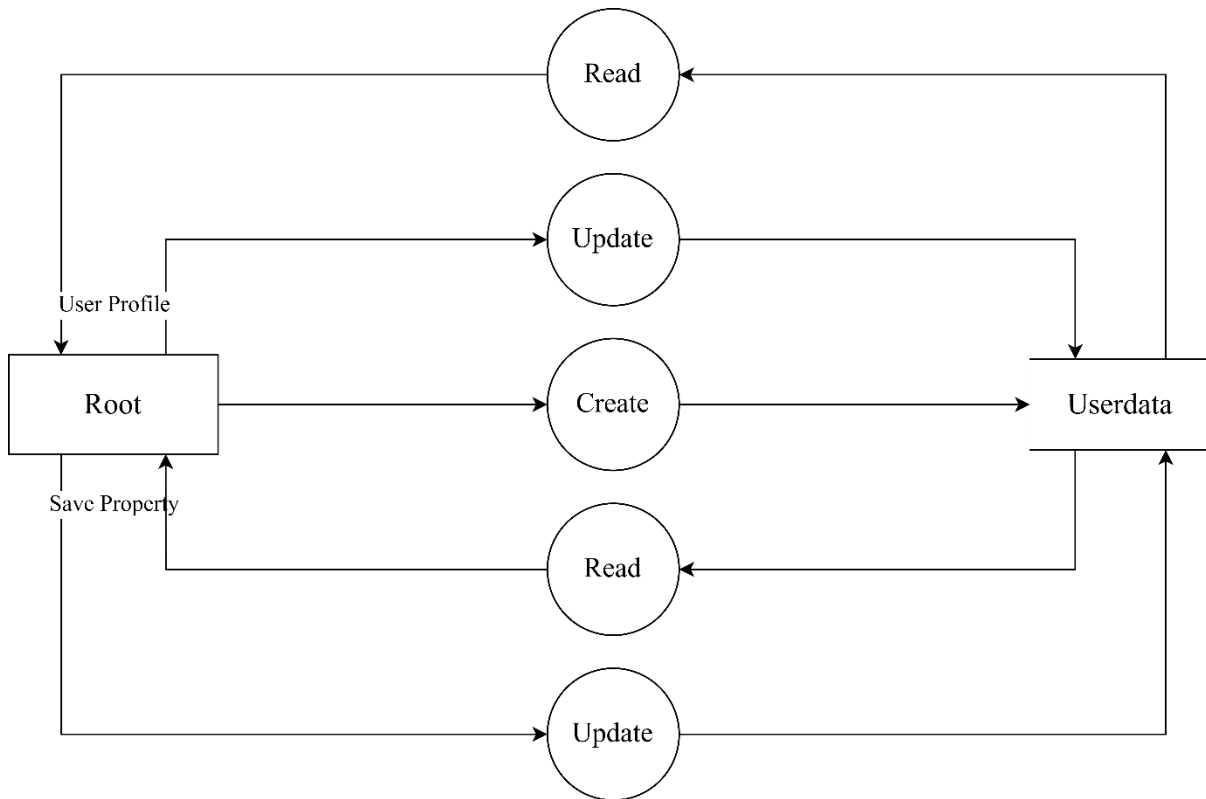 Read
Update
User Profile
Root
Create
Userdata
Save Property
Read
Update